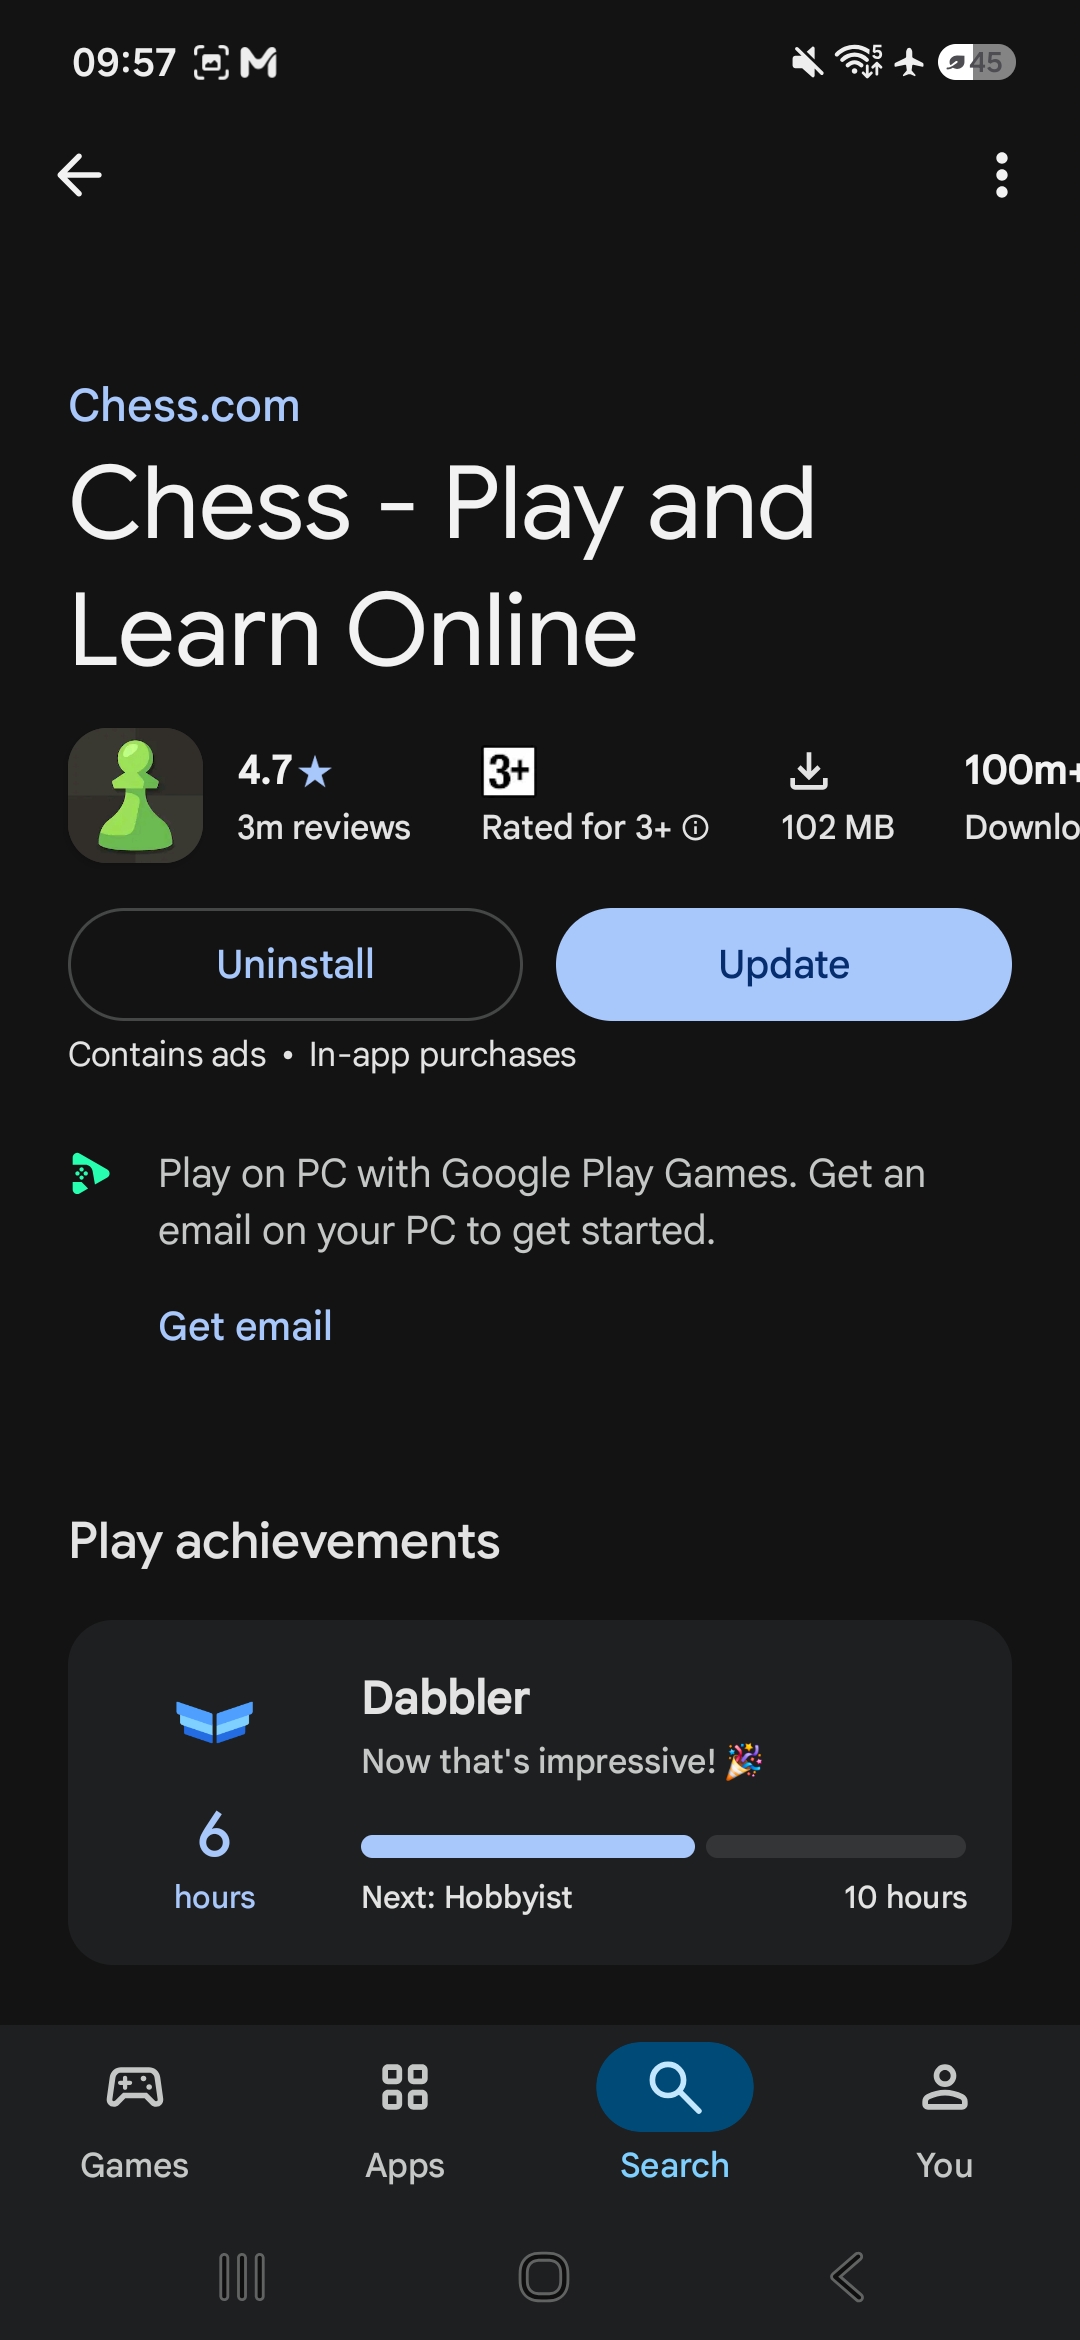 09:57
5
45
Chess.com
Chess - Play and
Learn Online
4.7★
3m reviews
3+
Rated for 3+
102 MB
100m+
Downlo
Uninstall
Update
Contains ads • In-app purchases
Play on PC with Google Play Games. Get an
email on your PC to get started.
Get email
Play achievements
Dabbler
Now that's impressive! 🎉
6
hours
Next: Hobbyist
10 hours
Games
Apps
Search
You